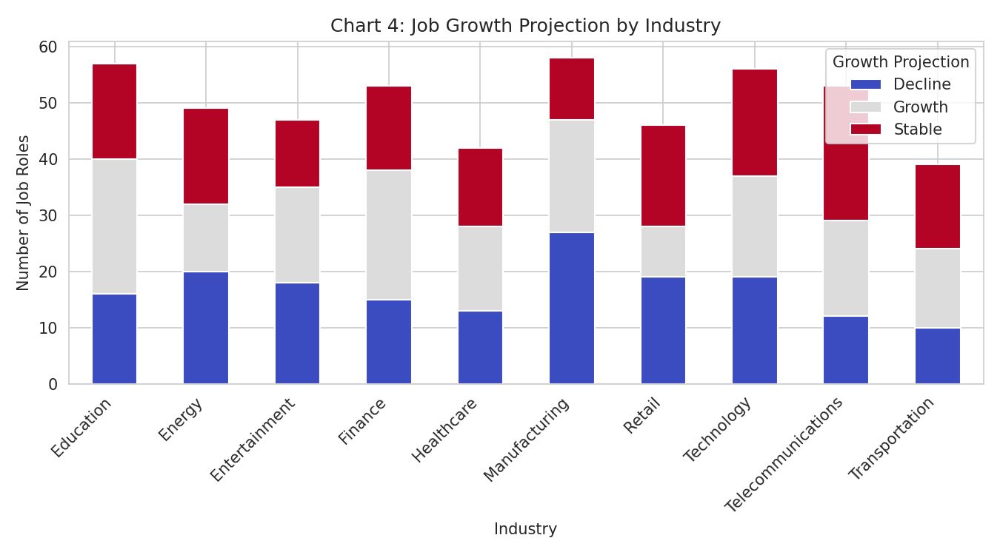 Chart 4: Job Growth Projection by Industry
Number of Job Roles
60
50
40
30
20
10
0
Growth Projection
Decline
Growth
Stable
Education
Energy
Entertainment
Finance
Healthcare
Manufacturing
Retail
Technology
Telecommunications
Transportation
Industry